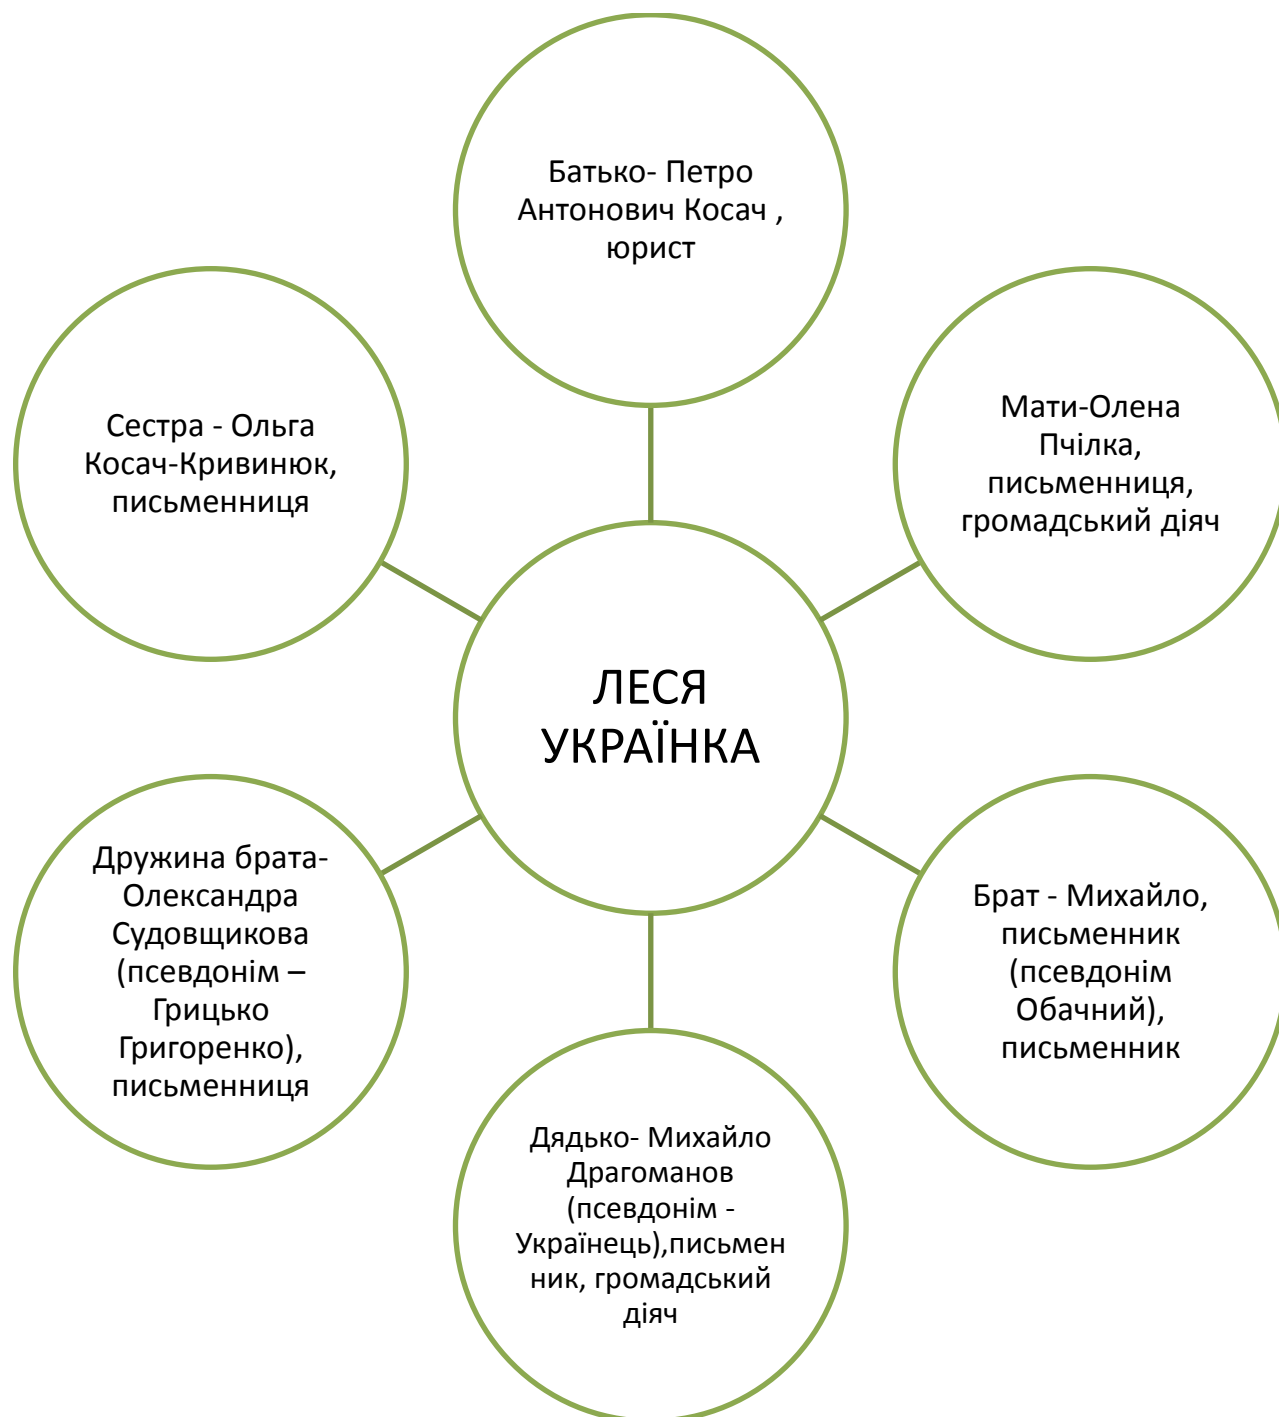 Батько- Петро
Антонович Косач ,
юрист
Сестра - Ольга
Косач-Кривинюк,
письменниця
Мати-Олена
Пчілка,
письменниця,
громадський діяч
ЛЕСЯ
УКРАЇНКА
Дружина брата-
Олександра
Судовщикова
(псевдонім –
Грицько
Григоренко),
письменниця
Брат - Михайло,
письменник
(псевдонім
Обачний),
письменник
Дядько- Михайло
Драгоманов
(псевдонім -
Українець),письмен
ник, громадський
діяч